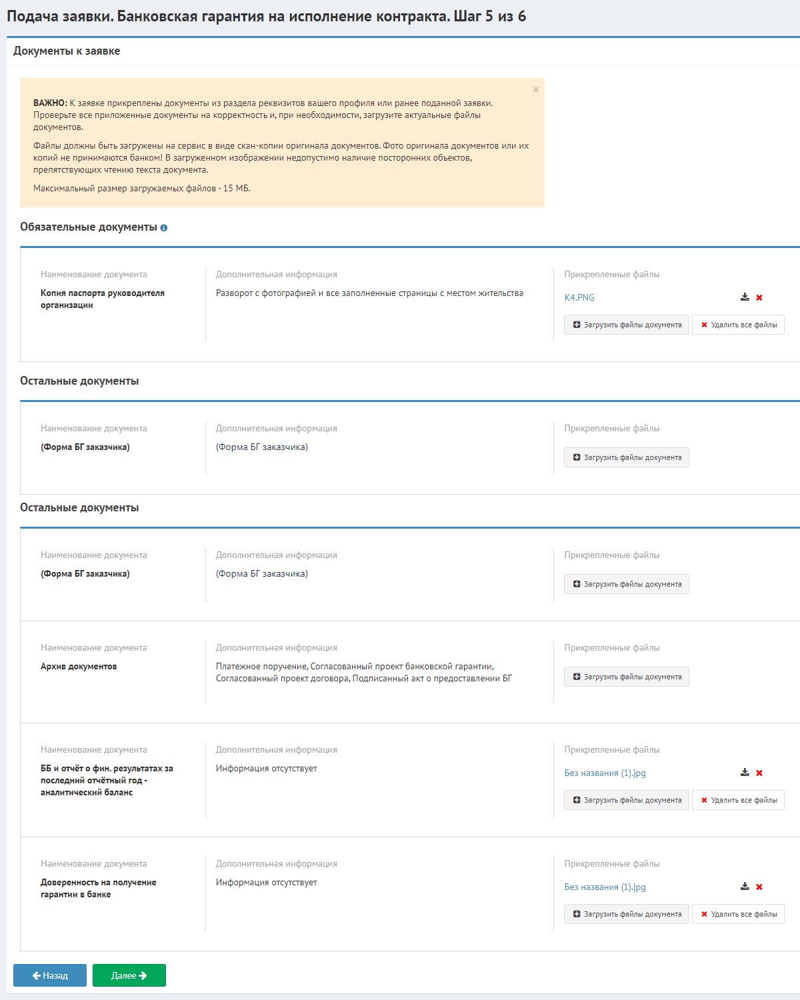 Подача заявки. Банковская гарантия на исполнение контракта. Шаг 5 из 6
Документы к заявке
×
ВАЖНО: К заявке прикреплены документы из раздела реквизитов вашего профиля или ранее поданной заявки.
Проверьте все приложенные документы на корректность и, при необходимости, загрузите актуальные файлы
документов.
Файлы должны быть загружены на сервис в виде скан-копии оригинала документов. Фото оригинала документов или их
копий не принимаются банком! В загруженном изображении недопустимо наличие посторонних объектов,
препятствующих чтению текста документа.
Максимальный размер загружаемых файлов - 15 МБ.
Обязательные документы
Наименование документа
Копия паспорта руководителя
организации
Дополнительная информация
Разворот с фотографией и все заполненные страницы с местом жительства
Прикрепленные файлы
К4.PNG
Загрузить файлы документа
Удалить все файлы
Остальные документы
Наименование документа
(Форма БГ заказчика)
Дополнительная информация
(Форма БГ заказчика)
Прикрепленные файлы
Загрузить файлы документа
Остальные документы
Наименование документа
(Форма БГ заказчика)
Дополнительная информация
(Форма БГ заказчика)
Прикрепленные файлы
Загрузить файлы документа
Наименование документа
Архив документов
Дополнительная информация
Платежное поручение, Согласованный проект банковской гарантии,
Согласованный проект договора, Подписанный акт о предоставлении БГ
Прикрепленные файлы
Загрузить файлы документа
Наименование документа
ББ и отчёт о фин. результатах за
последний отчётный год -
аналитический баланс
Дополнительная информация
Информация отсутствует
Прикрепленные файлы
Без названия (1).jpg
Загрузить файлы документа
Удалить все файлы
Наименование документа
Доверенность на получение
гарантии в банке
Дополнительная информация
Информация отсутствует
Прикрепленные файлы
Без названия (1).jpg
Загрузить файлы документа
Удалить все файлы
Назад
Далее